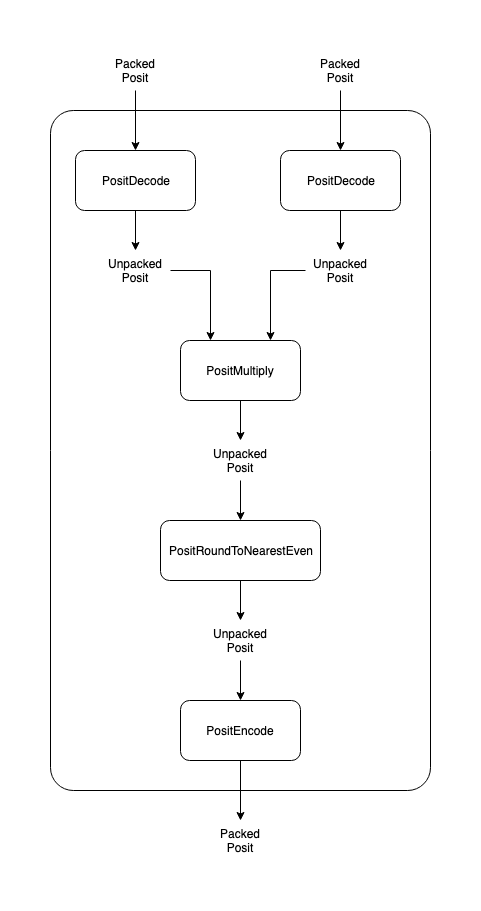 Packed
Posit
Packed
Posit
PositDecode
PositDecode
Unpacked
Posit
Unpacked
Posit
PositMultiply
Unpacked
Posit
PositRoundToNearestEven
Unpacked
Posit
PositEncode
Packed
Posit